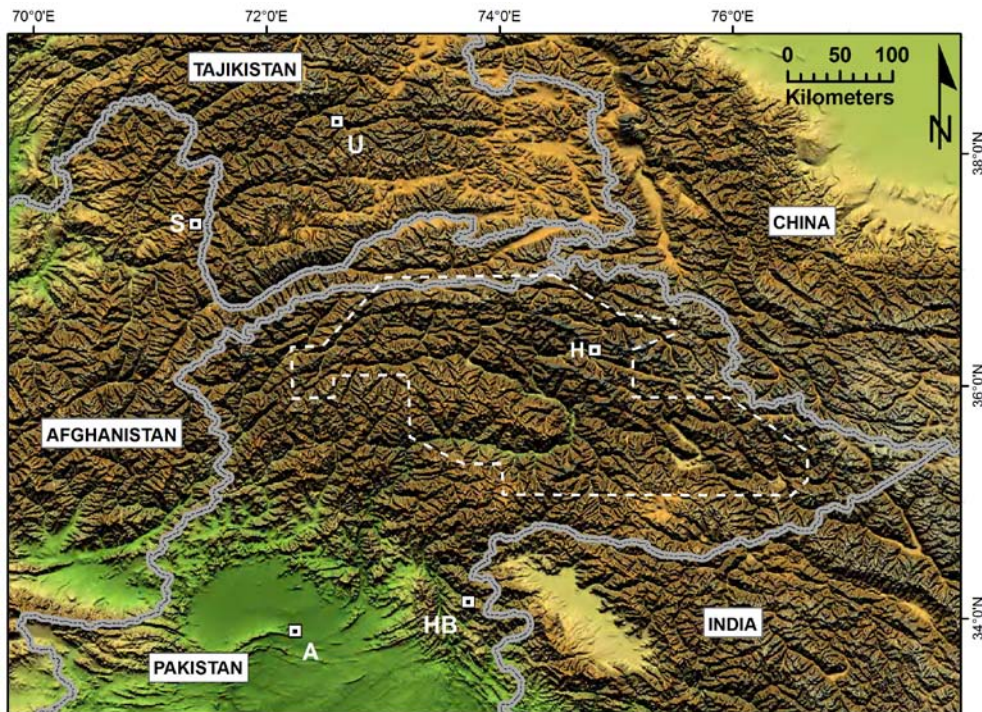 70°0'E 72°0'E 74°0'E 76°0'E
TAJIKISTAN
0 50 100
Kilometers
N
U
38°0'N
S
CHINA
H
36°0'N
AFGHANISTAN
HB
INDIA
34°0'N
A
PAKISTAN